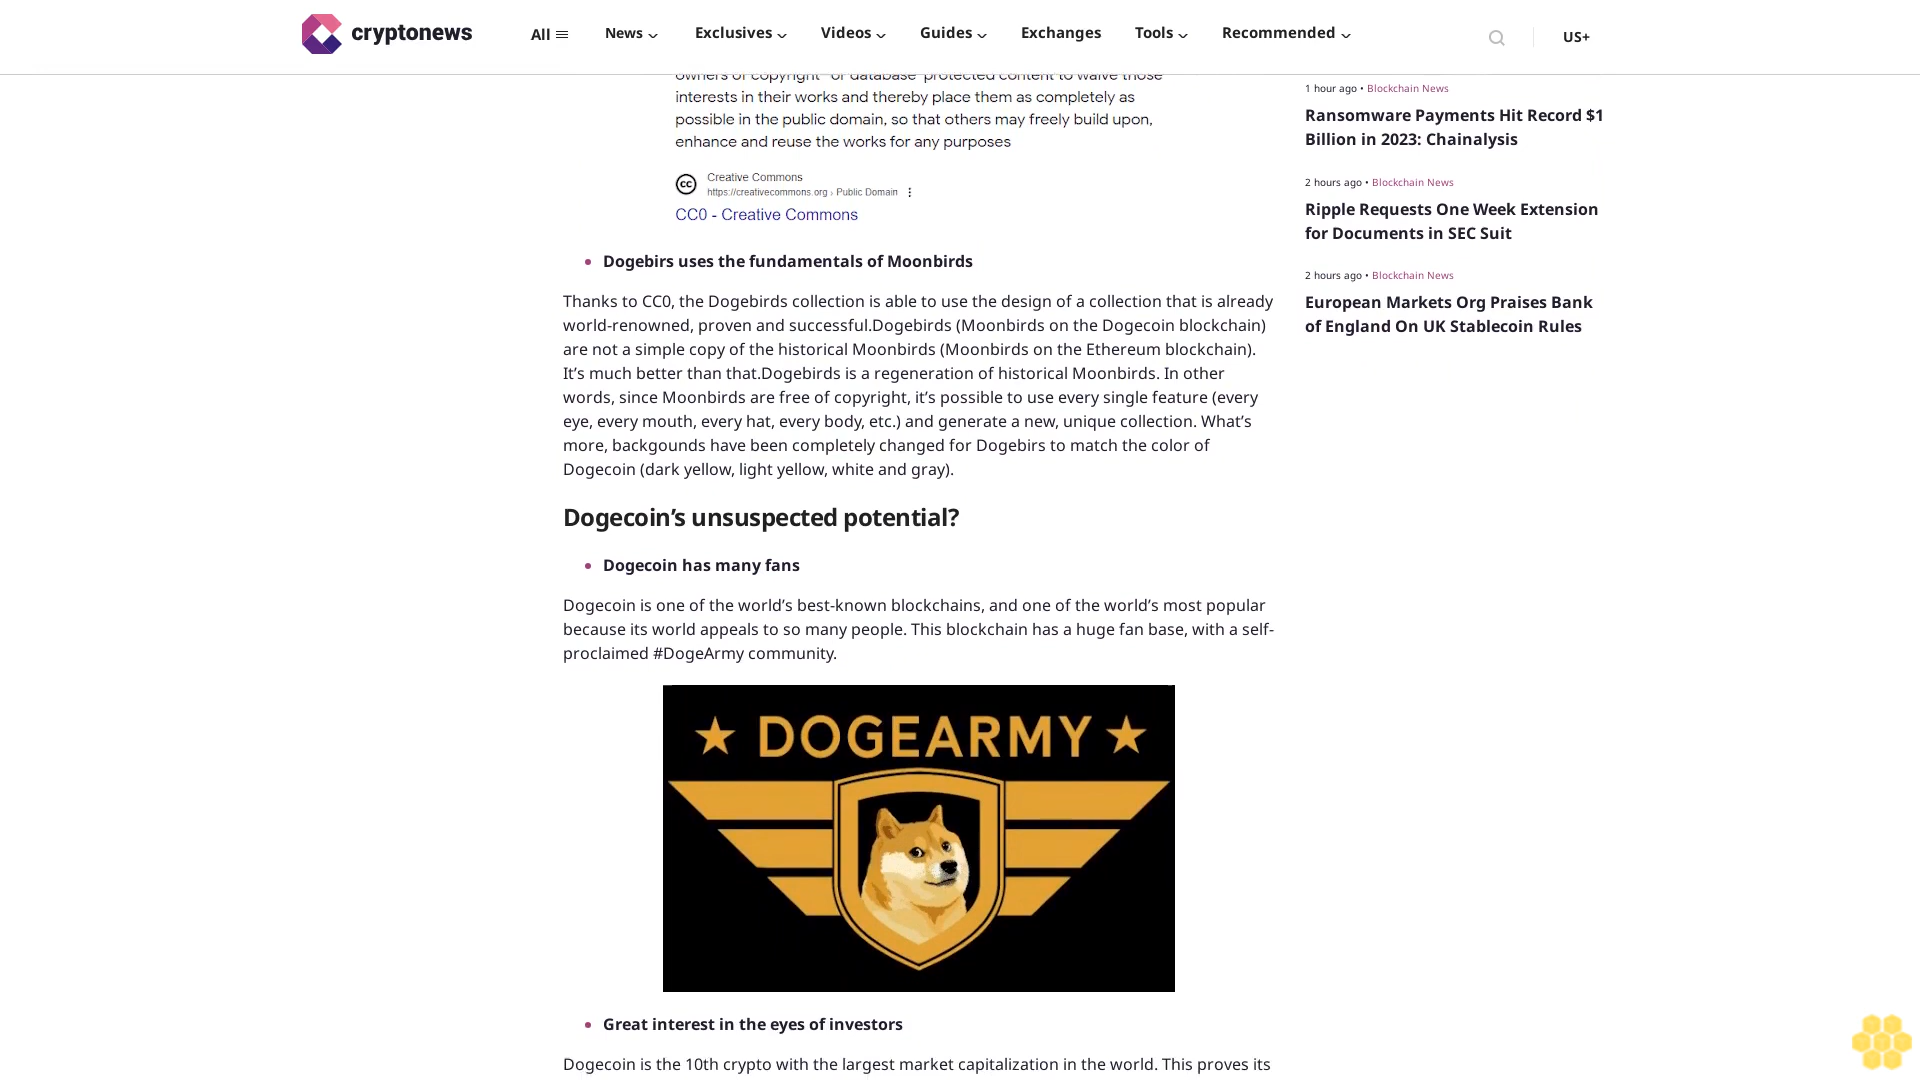 cryptonews
All
News
Exclusives
Videos
Guides
Exchanges
Tools
Recommended
US+
owners of copyright- or database-protected content to waive those
interests in their works and thereby place them as completely as
possible in the public domain, so that others may freely build upon,
enhance and reuse the works for any purposes
cc
Creative Commons
https://creativecommons.org › Public Domain
CC0 - Creative Commons
Dogebirs uses the fundamentals of Moonbirds
Thanks to CC0, the Dogebirds collection is able to use the design of a collection that is already
world-renowned, proven and successful.Dogebirds (Moonbirds on the Dogecoin blockchain)
are not a simple copy of the historical Moonbirds (Moonbirds on the Ethereum blockchain).
It’s much better than that.Dogebirds is a regeneration of historical Moonbirds. In other
words, since Moonbirds are free of copyright, it’s possible to use every single feature (every
eye, every mouth, every hat, every body, etc.) and generate a new, unique collection. What’s
more, backgounds have been completely changed for Dogebirs to match the color of
Dogecoin (dark yellow, light yellow, white and gray).
Dogecoin’s unsuspected potential?
Dogecoin has many fans
Dogecoin is one of the world’s best-known blockchains, and one of the world’s most popular
because its world appeals to so many people. This blockchain has a huge fan base, with a self-
proclaimed #DogeArmy community.
DOGEARMY
Great interest in the eyes of investors
Dogecoin is the 10th crypto with the largest market capitalization in the world. This proves its
1 hour ago • Blockchain News
Ransomware Payments Hit Record $1
Billion in 2023: Chainalysis
2 hours ago • Blockchain News
Ripple Requests One Week Extension
for Documents in SEC Suit
2 hours ago • Blockchain News
European Markets Org Praises Bank
of England On UK Stablecoin Rules